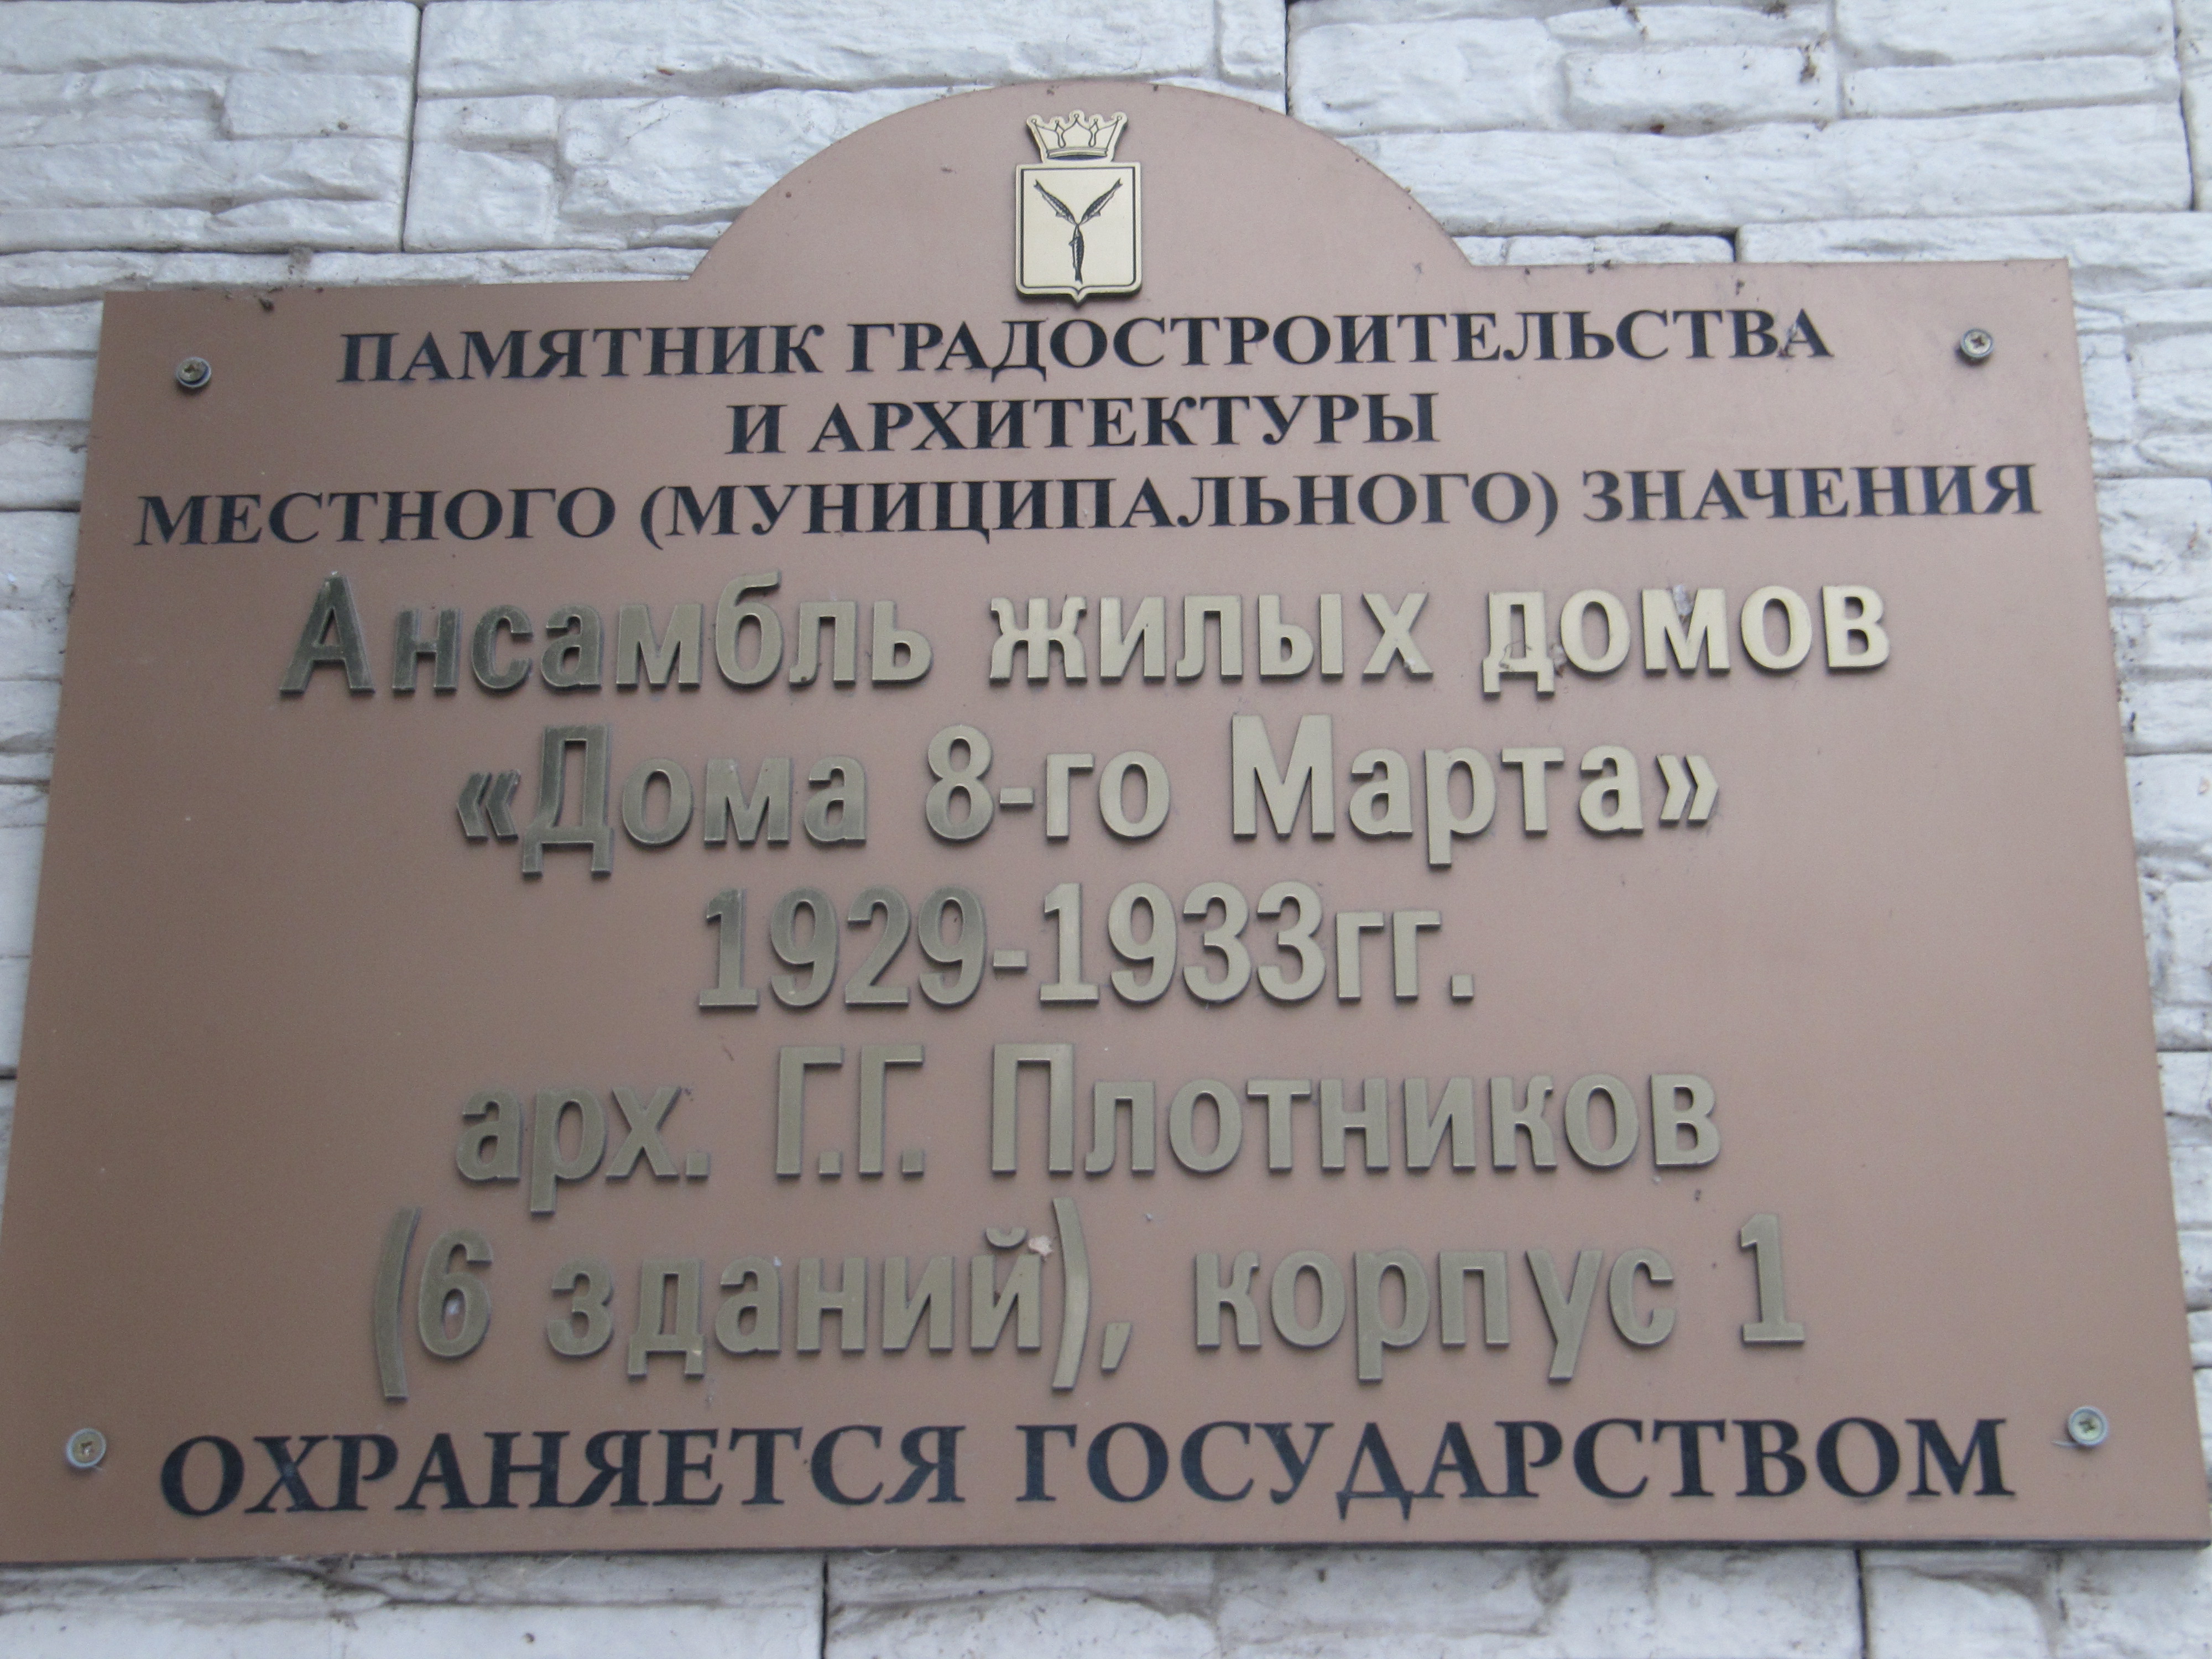 ПАМЯТНИК ГРАДОСТРОИТЕЛЬСТВА
И АРХИТЕКТУРЫ
МЕСТНОГО (МУНИЦИПАЛЬНОГО) ЗНАЧЕНИЯ
Ансамбль жилых домов
«Дома 8-го Марта»
1929-1933гг.
арх. Г.Г. Плотников
(6 зданий), корпус 1
ОХРАНЯЕТСЯ ГОСУДАРСТВОМ